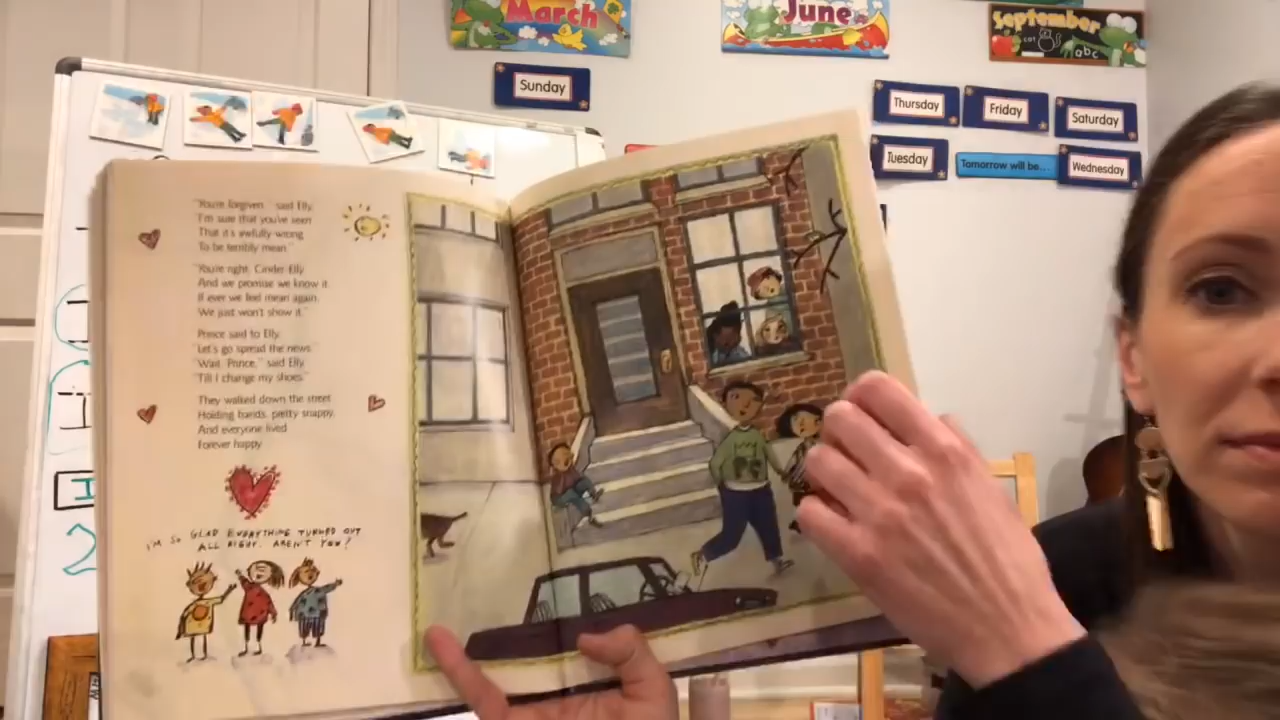 March
June
September
cot
abc
Sunday
Thursday
Friday
Saturday
Tuesday
Tomorrow will be...
Wednesday
"You're forgiven," said Elly.
"I'm sure that you've seen
That it's awfully wrong
To be terribly mean."
"You're right, Cinder Elly
And we promise we know it.
If ever we feel mean again,
We just won't show it."
Prince said to Elly,
"Let's go spread the news."
"Wait, Prince," said Elly,
"Till I change my shoes."
They walked down the street
Holding hands, pretty snappy,
And everyone lived
Forever happy.
I'M SO GLAD EVERYTHING TURNED OUT
ALL RIGHT. AREN'T YOU?
2